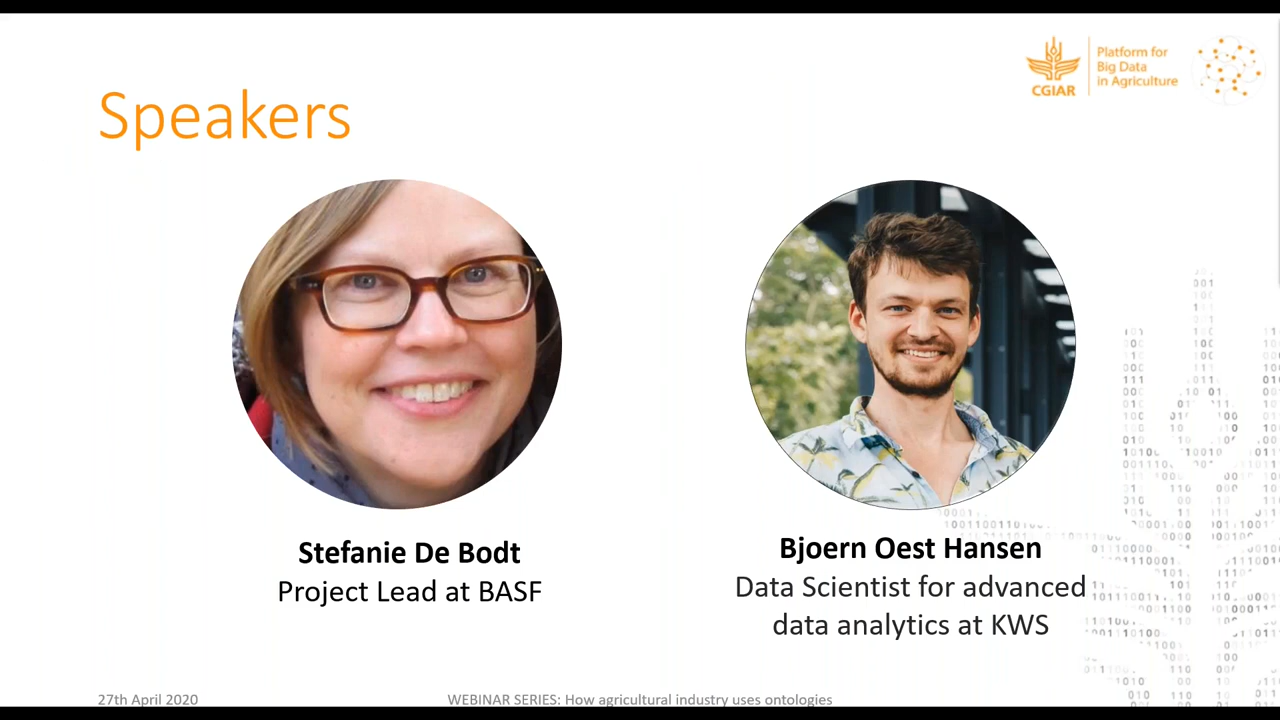 Speakers
CGIAR
Platform for
Big Data
in Agriculture
Stefanie De Bodt
Project Lead at BASF
Bjoern Oest Hansen
Data Scientist for advanced
data analytics at KWS
27th April 2020
WEBINAR SERIES: How agricultural industry uses ontologies